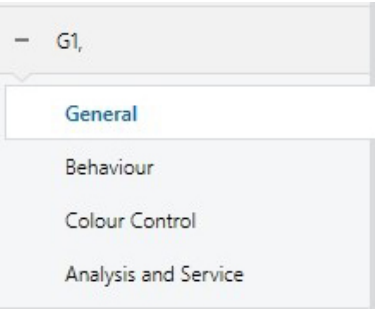 G1,
General
Behaviour
Colour Control
Analysis and Service